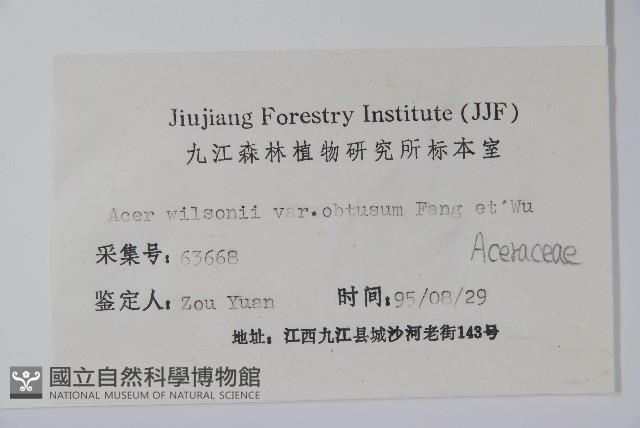 Jiujiang Forestry Institute (JJF)
九江森林植物研究所标本室
Acer wilsonii var.obtusum Fang et Wu
采集号：63668
Aceraceae
鉴定人：Zou Yuan 时间：95/08/29
地址：江西九江县城沙河老街143号
國立自然科學博物館
NATIONAL MUSEUM OF NATURAL SCIENCE